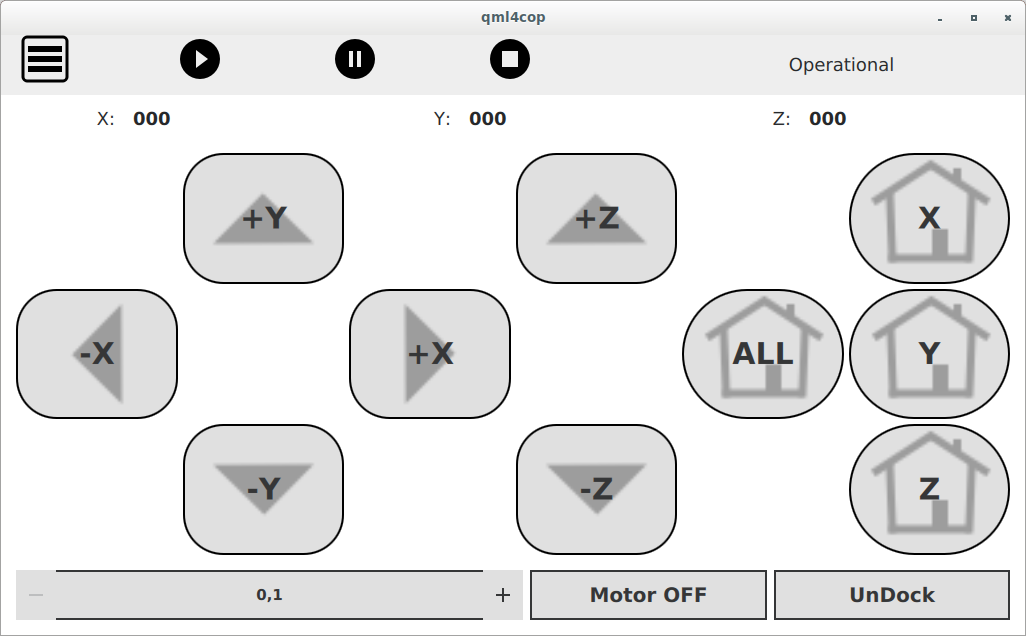 qml4cop
Operational
X: 000 Y: 000 Z: 000
+Y +Z X
-X +X ALL Y
-Y -Z Z
− 0,1 + Motor OFF UnDock